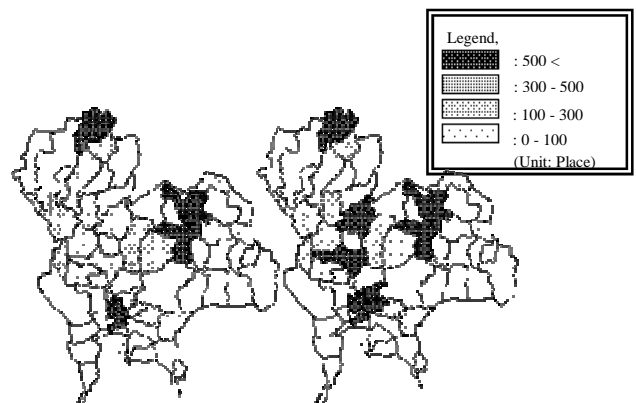 Legend,
: 500 <
: 300 - 500
: 100 - 300
: 0 - 100
(Unit: Place)